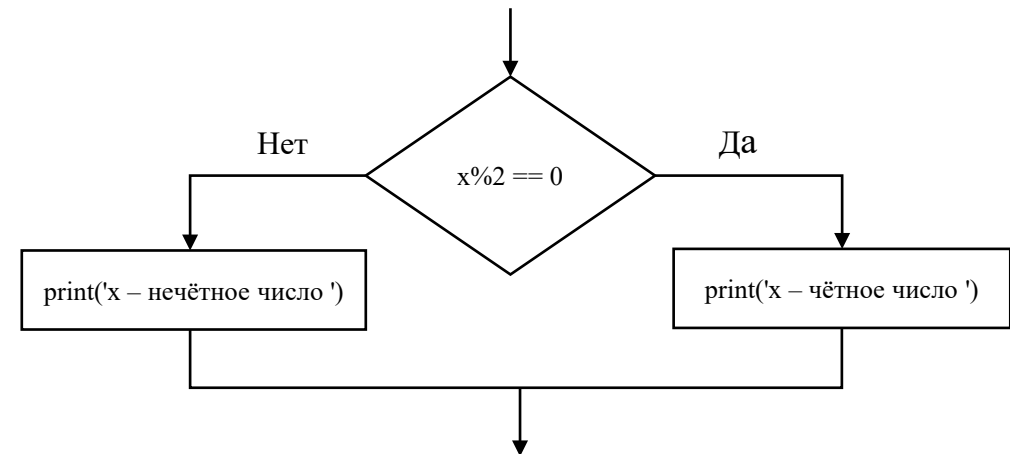 Нет
Да
x%2 == 0
print('x – нечётное число ')
print('x – чётное число ')